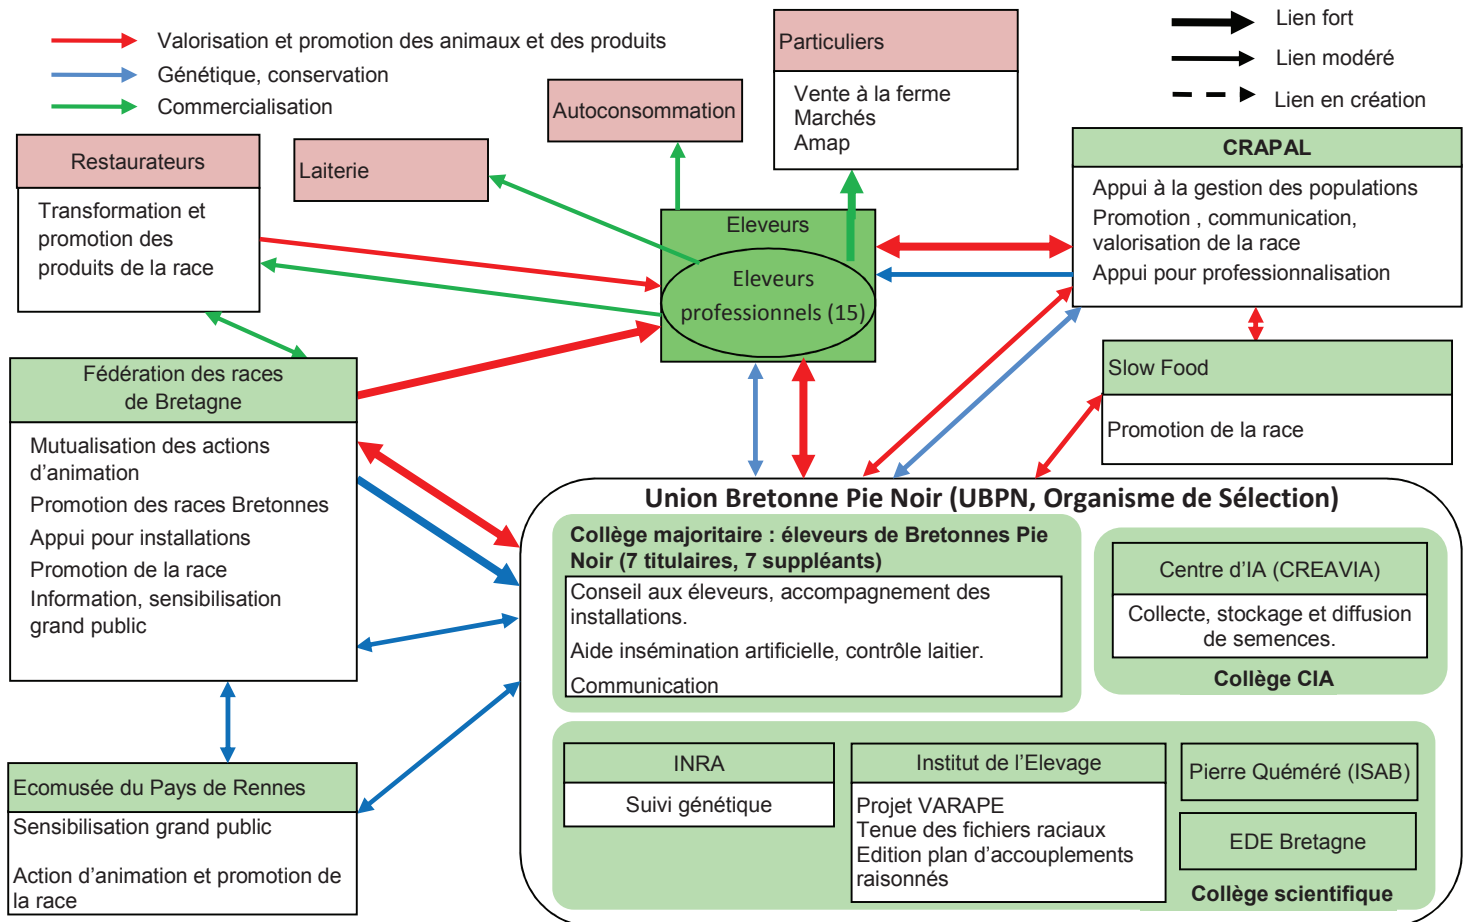 Valorisation et promotion des animaux et des produits
Génétique, conservation
Commercialisation
Lien fort
Lien modéré
Lien en création
Particuliers
Vente à la ferme
Marchés
Amap
Autoconsommation
Laiterie
Restaurateurs
Transformation et
promotion des
produits de la race
Eleveurs
Eleveurs
professionnels (15)
CRAPAL
Appui à la gestion des populations
Promotion , communication,
valorisation de la race
Appui pour professionnalisation
Slow Food
Promotion de la race
Fédération des races
de Bretagne
Mutualisation des actions
d’animation
Promotion des races Bretonnes
Appui pour installations
Promotion de la race
Information, sensibilisation
grand public
Ecomusée du Pays de Rennes
Sensibilisation grand public
Action d’animation et promotion de
la race
Union Bretonne Pie Noir (UBPN, Organisme de Sélection)
Collège majoritaire : éleveurs de Bretonnes Pie
Noir (7 titulaires, 7 suppléants)
Conseil aux éleveurs, accompagnement des
installations.
Aide insémination artificielle, contrôle laitier.
Communication
Centre d’IA (CREAVIA)
Collecte, stockage et diffusion
de semences.
Collège CIA
INRA
Suivi génétique
Institut de l’Elevage
Projet VARAPE
Tenue des fichiers raciaux
Edition plan d’accouplements
raisonnés
Pierre Quéméré (ISAB)
EDE Bretagne
Collège scientifique